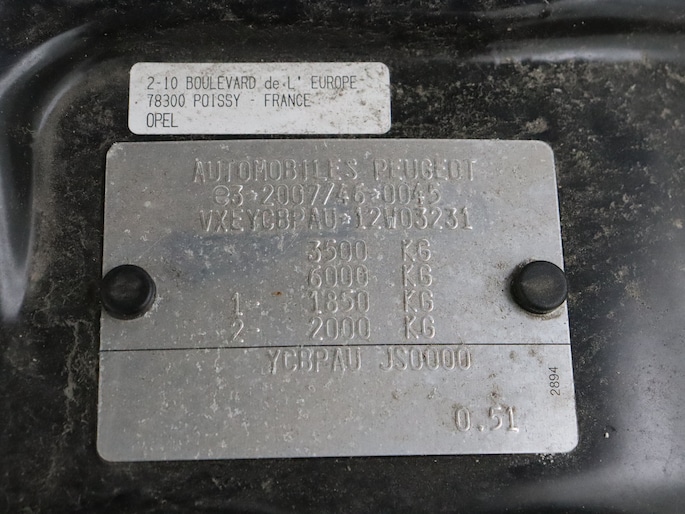 2-10 BOULEVARD de L' EUROPE
78300 POISSY - FRANCE
OPEL
AUTOMOBILES PEUGEOT
e3*2007/46*0045
VXEYCBPAU*12W03231
3500 KG
6000 KG
1- 1850 KG
2- 2000 KG
YCBPAU JS0000
2894
0.51